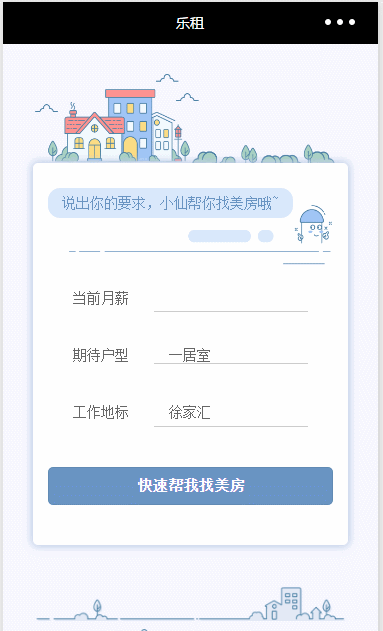 乐租
说出你的要求，小仙帮你找美房哦~
当前月薪
期待户型 一居室
工作地标 徐家汇
快速帮我找美房